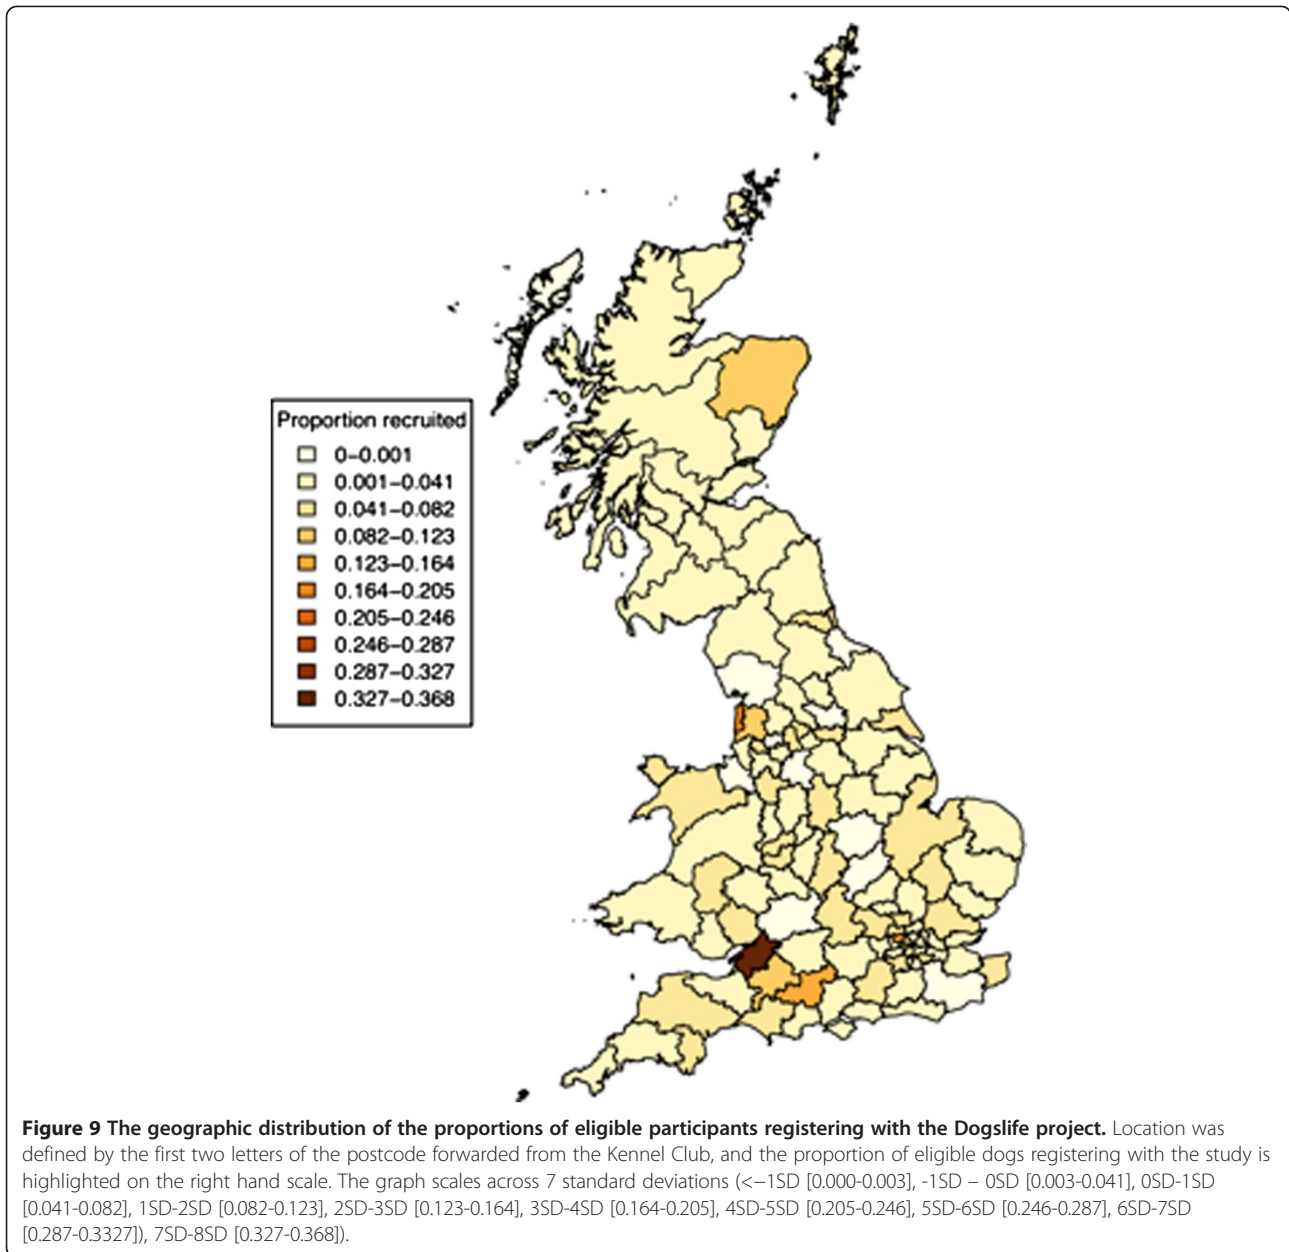 Proportion recruited
0−0.001
0.001−0.041
0.041−0.082
0.082−0.123
0.123−0.164
0.164−0.205
0.205−0.246
0.246−0.287
0.287−0.327
0.327−0.368
Figure 9 The geographic distribution of the proportions of eligible participants registering with the Dogslife project. Location was
defined by the first two letters of the postcode forwarded from the Kennel Club, and the proportion of eligible dogs registering with the study is
highlighted on the right hand scale. The graph scales across 7 standard deviations (<−1SD [0.000-0.003], -1SD – 0SD [0.003-0.041], 0SD-1SD
[0.041-0.082], 1SD-2SD [0.082-0.123], 2SD-3SD [0.123-0.164], 3SD-4SD [0.164-0.205], 4SD-5SD [0.205-0.246], 5SD-6SD [0.246-0.287], 6SD-7SD
[0.287-0.3327]), 7SD-8SD [0.327-0.368]).